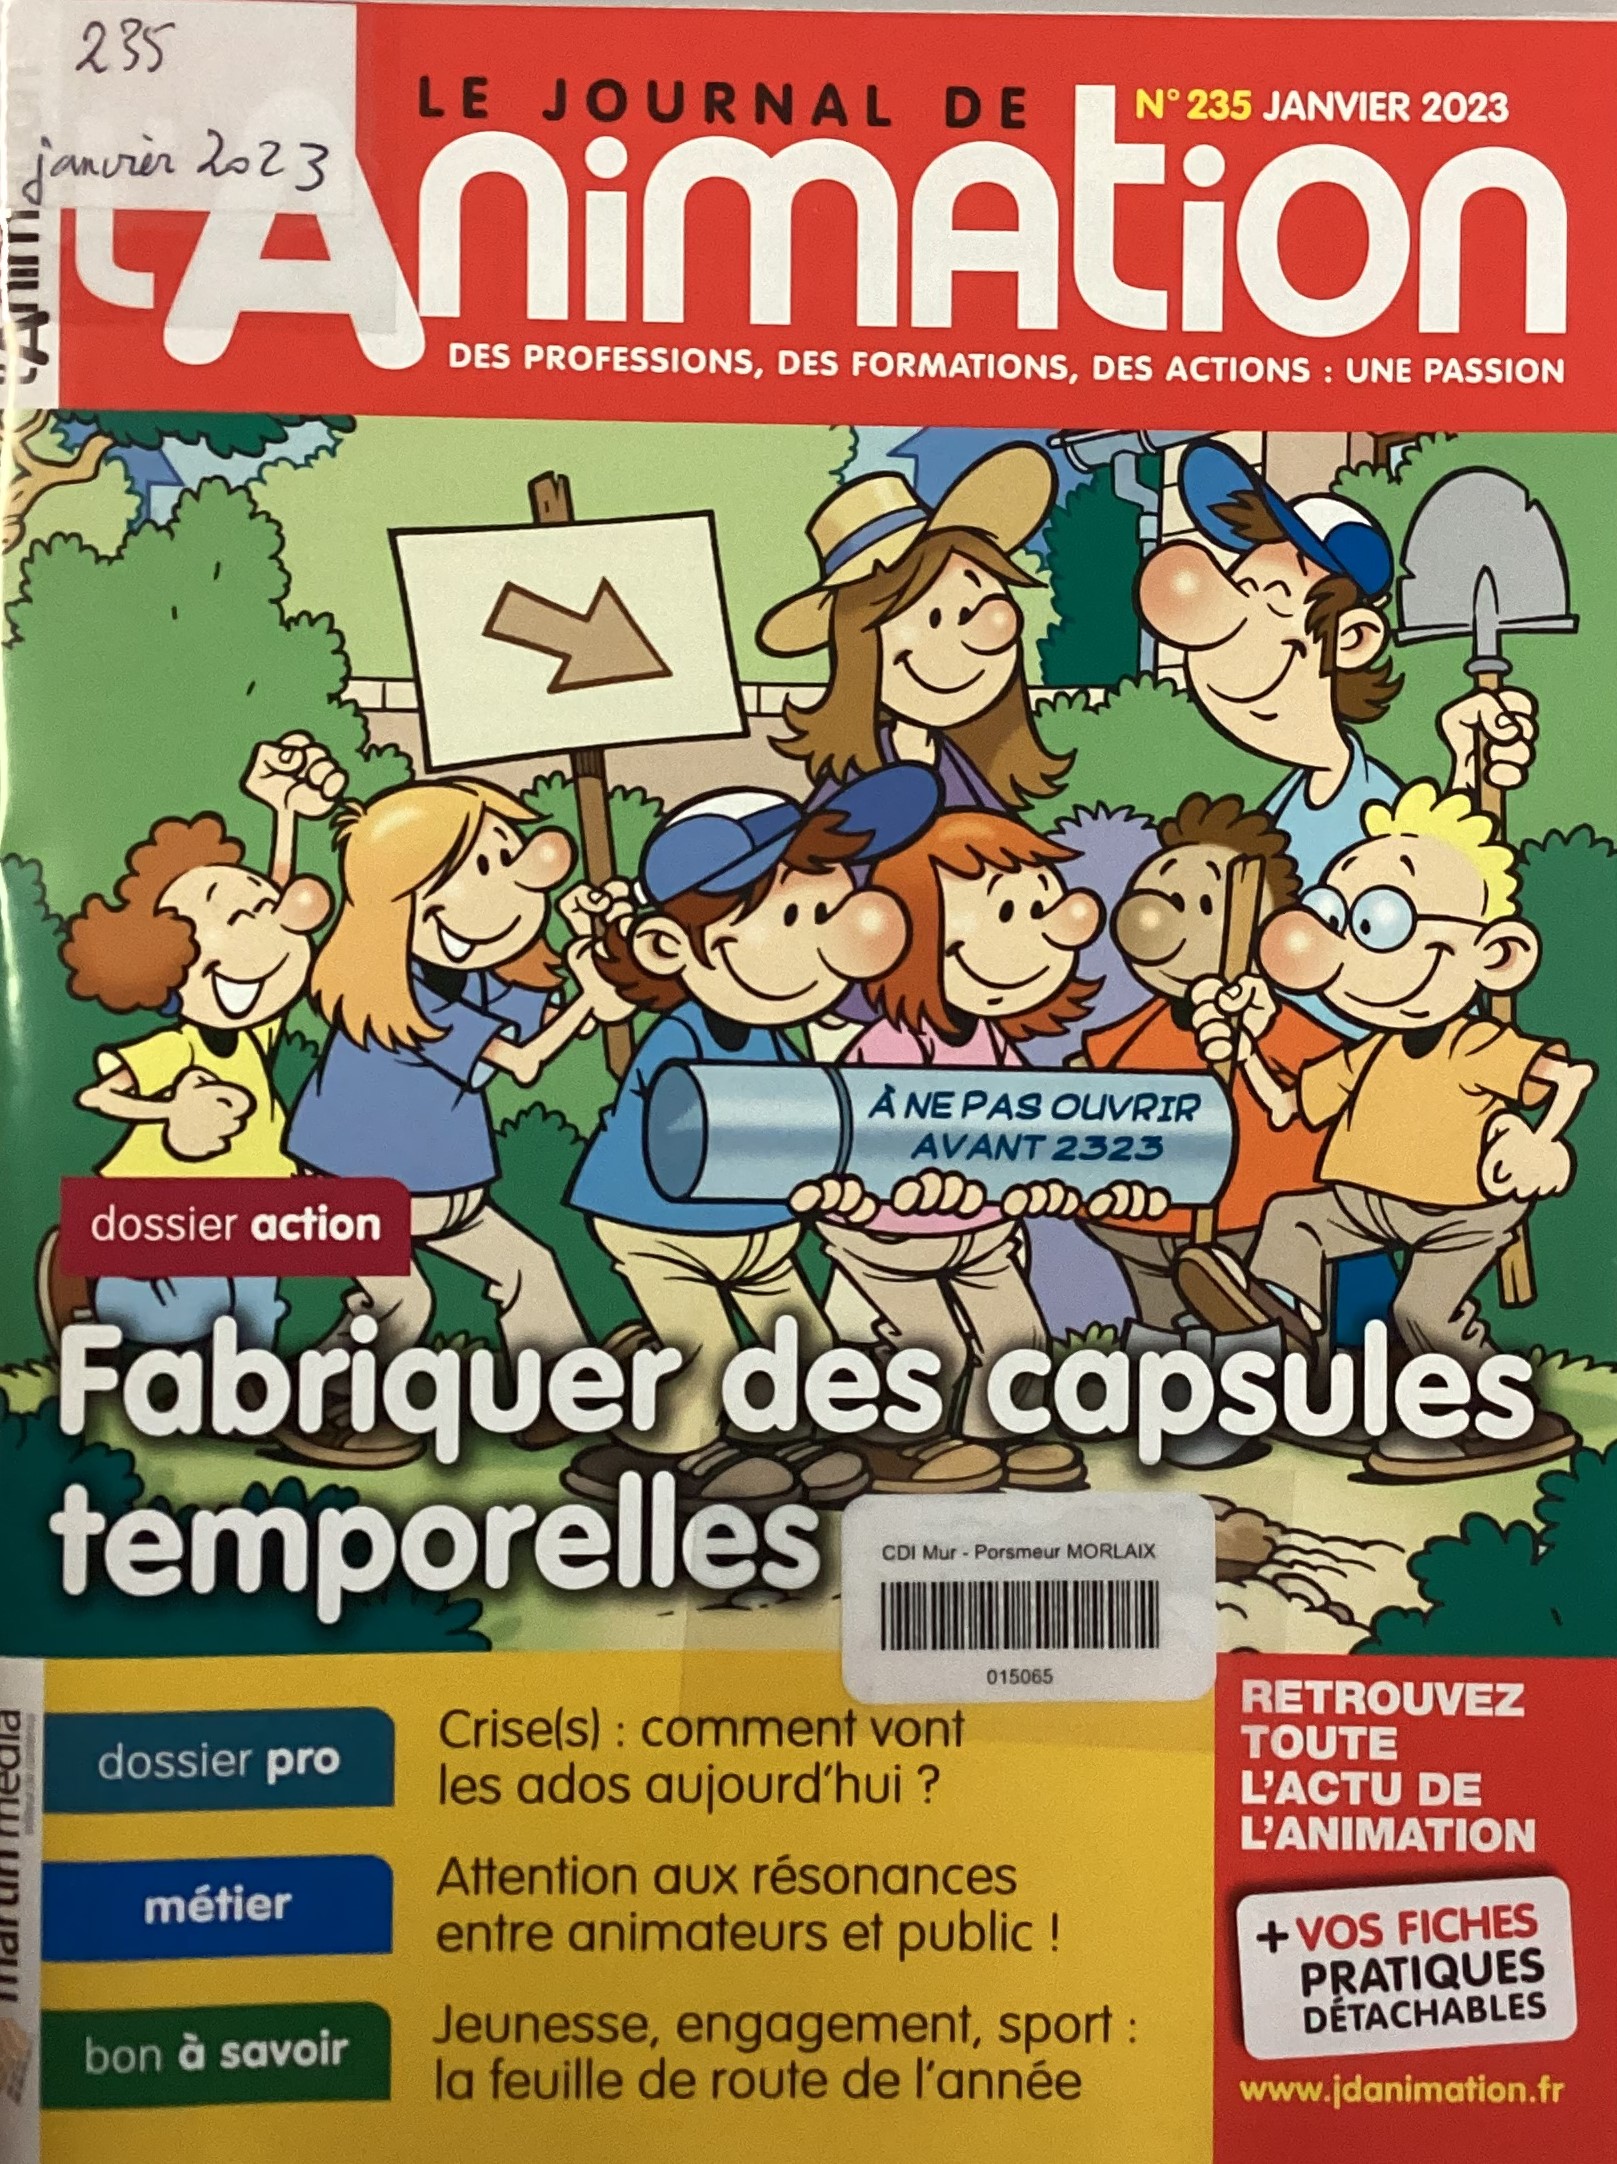 235
janvier 2023
LE JOURNAL DE
N° 235 JANVIER 2023
l'Animation
DES PROFESSIONS, DES FORMATIONS, DES ACTIONS : UNE PASSION
À NE PAS OUVRIR
AVANT 2323
dossier action
Fabriquer des capsules
temporelles
CDI Mur - Porsmeur MORLAIX
015065
dossier pro
Crise(s) : comment vont
les ados aujourd'hui ?
métier
Attention aux résonances
entre animateurs et public !
bon à savoir
Jeunesse, engagement, sport :
la feuille de route de l'année
RETROUVEZ
TOUTE
L'ACTU DE
L'ANIMATION
+ VOS FICHES
PRATIQUES
DÉTACHABLES
www.jdanimation.fr
martin media